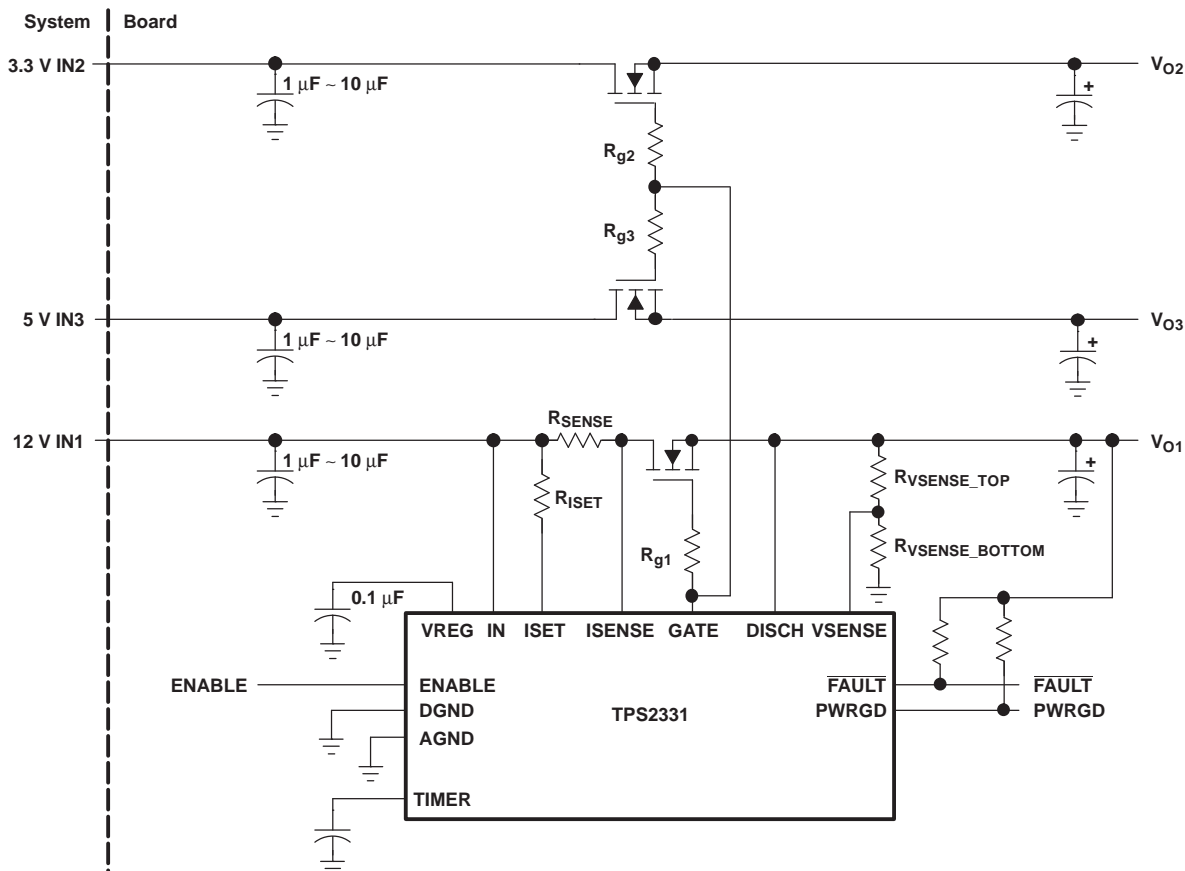 System Board
3.3 V IN2
1 μF ~ 10 μF
VO2
+
Rg2
Rg3
5 V IN3
1 μF ~ 10 μF
VO3
+
RSENSE
12 V IN1
1 μF ~ 10 μF
VO1
+
RISET
RVSENSE_TOP
Rg1
RVSENSE_BOTTOM
0.1 μF
VREG IN ISET ISENSE GATE DISCH VSENSE
ENABLE ENABLE FAULT FAULT
DGND TPS2331 PWRGD PWRGD
AGND
TIMER